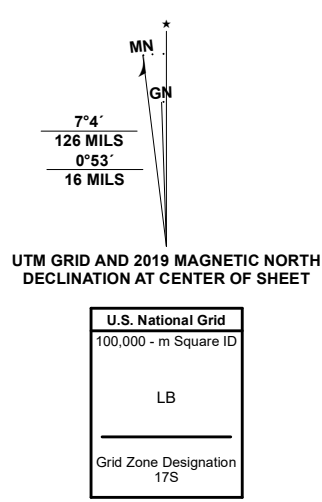 MN
GN
7°4´
126 MILS
0°53´
16 MILS
UTM GRID AND 2019 MAGNETIC NORTH
DECLINATION AT CENTER OF SHEET
U.S. National Grid
100,000 - m Square ID
LB
Grid Zone Designation
17S